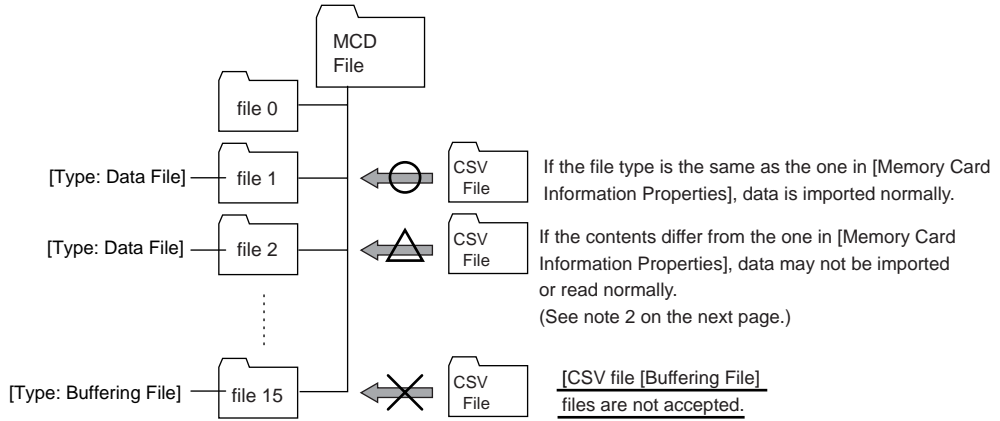 MCD
File
file 0
[Type: Data File]
file 1
CSV
File
If the file type is the same as the one in [Memory Card
Information Properties], data is imported normally.
[Type: Data File]
file 2
CSV
File
If the contents differ from the one in [Memory Card
Information Properties], data may not be imported
or read normally.
(See note 2 on the next page.)
[Type: Buffering File]
file 15
CSV
File
[CSV file [Buffering File]
files are not accepted.